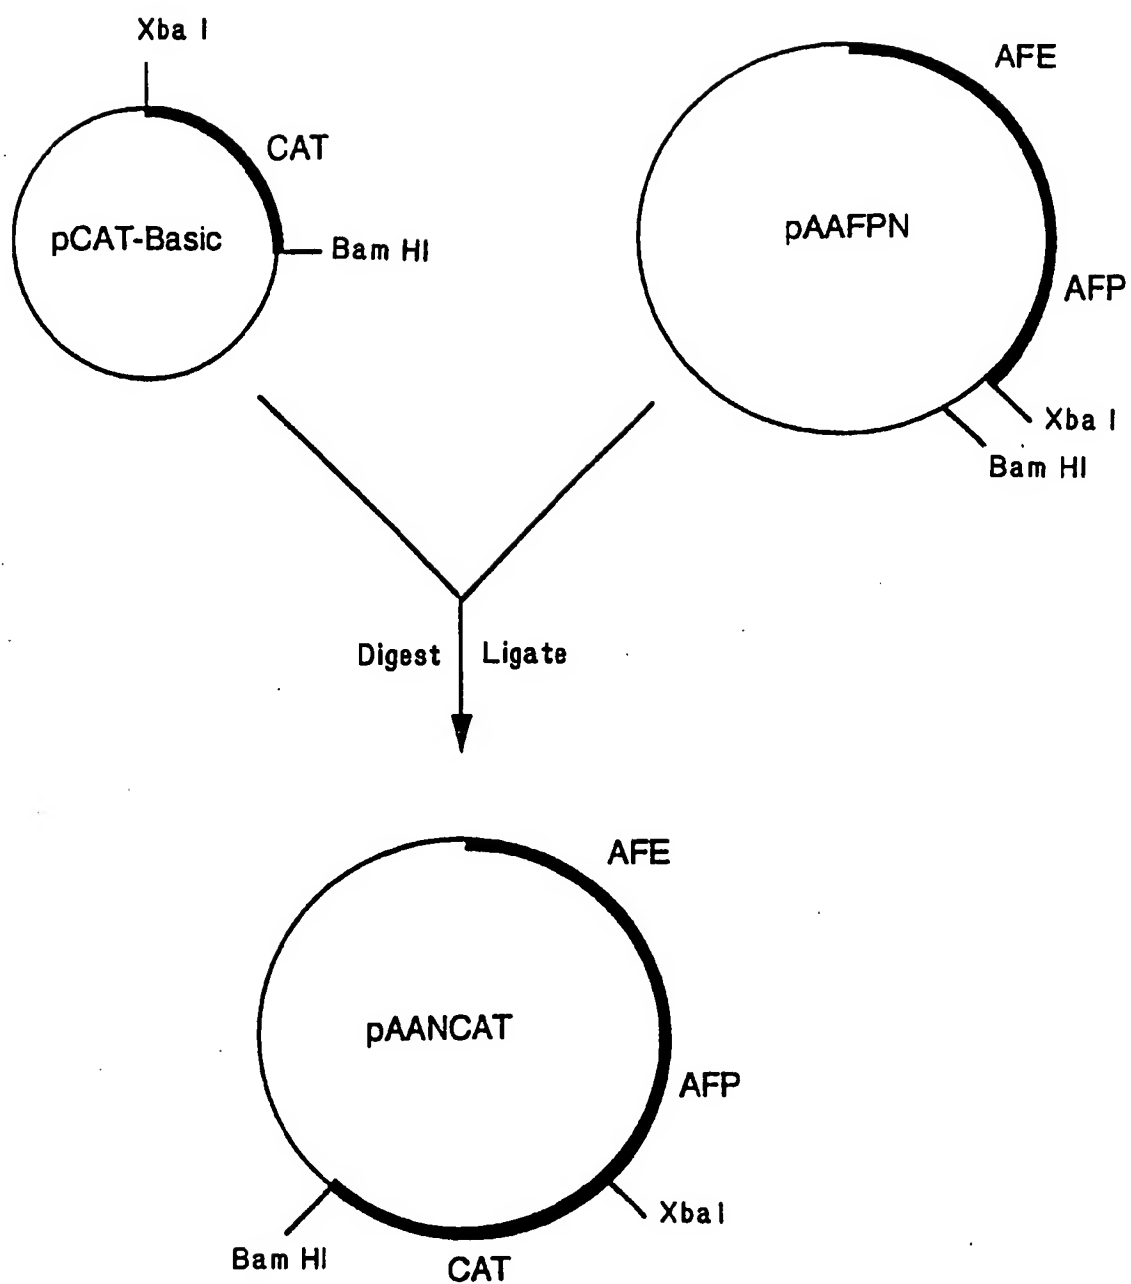 Xba I
CAT
pCAT-Basic
Bam HI
AFE
pAAFPN
AFP
Xba I
Bam HI
Digest Ligate
AFE
pAANCAT
AFP
XbaI
Bam HI
CAT